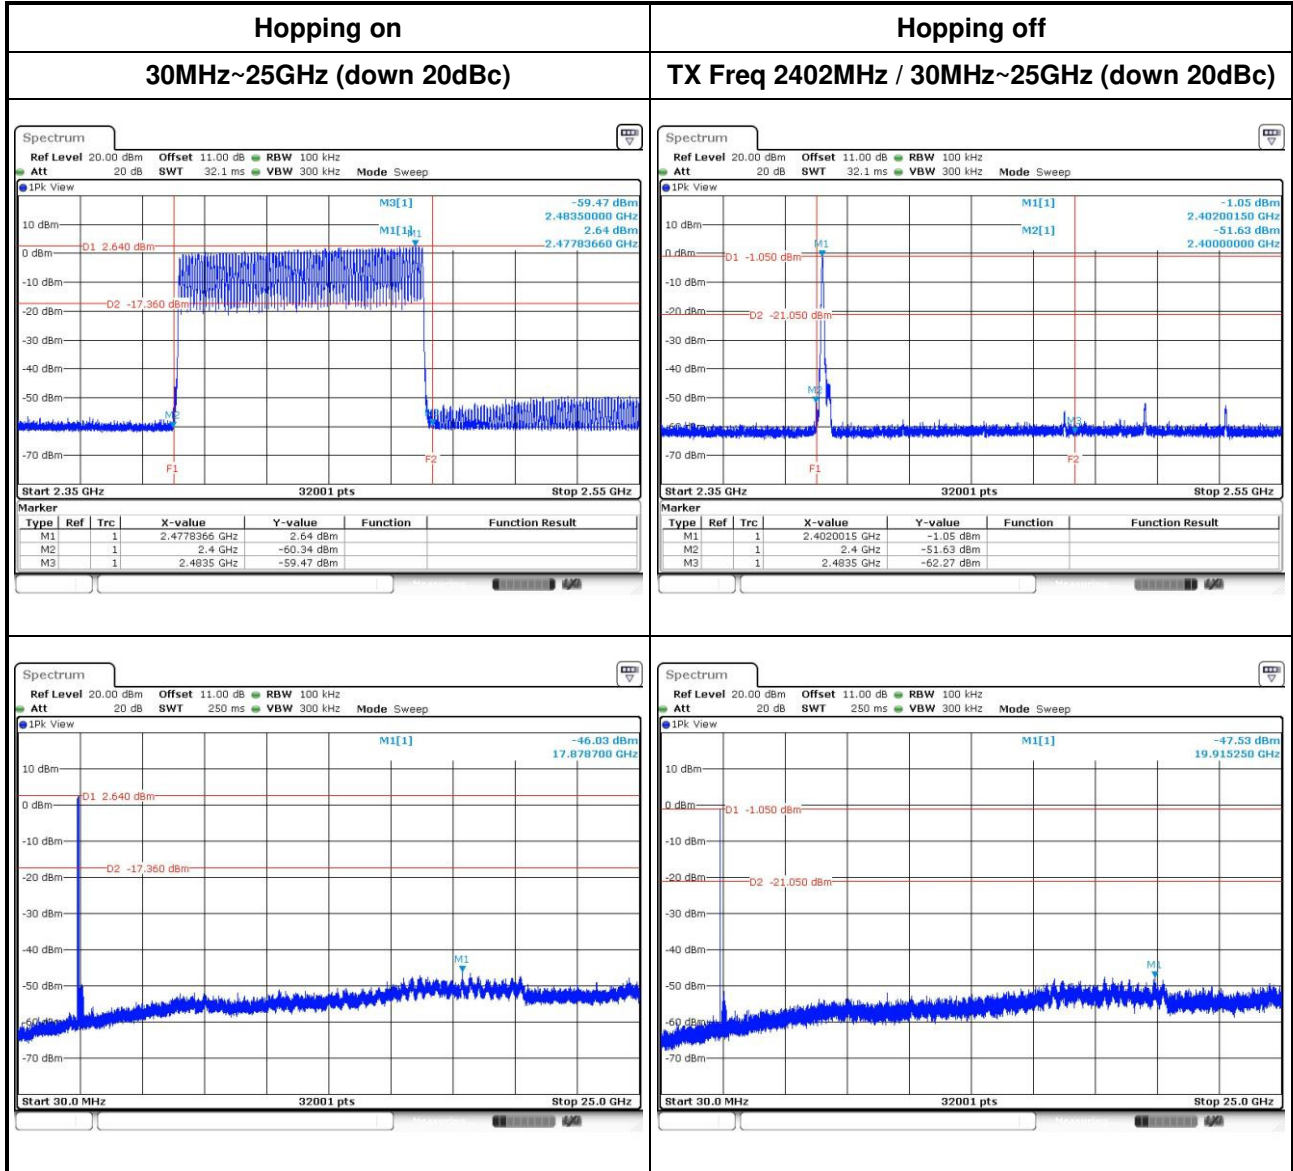 Hopping on
Hopping off
30MHz~25GHz (down 20dBc)
TX Freq 2402MHz / 30MHz~25GHz (down 20dBc)
Spectrum
Ref Level 20.00 dBm Offset 11.00 dB RBW 100 kHz
Att 20 dB SWT 32.1 ms VBW 300 kHz Mode Sweep
1Pk View
M3[1] -59.47 dBm
2.48350000 GHz
M1[1] 2.64 dBm
2.47783660 GHz
M1
10 dBm
D1 2.640 dBm
0 dBm
-10 dBm
D2 -17.360 dBm
-20 dBm
-30 dBm
-40 dBm
-50 dBm
M2
-70 dBm
F1
F2
Start 2.35 GHz 32001 pts Stop 2.55 GHz
Marker
Type Ref Trc X-value Y-value Function Function Result
M1 1 2.4778366 GHz 2.64 dBm
M2 1 2.4 GHz -60.34 dBm
M3 1 2.4835 GHz -59.47 dBm
Spectrum
Ref Level 20.00 dBm Offset 11.00 dB RBW 100 kHz
Att 20 dB SWT 32.1 ms VBW 300 kHz Mode Sweep
1Pk View
M1[1] -1.05 dBm
2.40200150 GHz
M2[1] -51.63 dBm
2.40000000 GHz
10 dBm
M1
0 dBm
D1 -1.050 dBm
-10 dBm
-20 dBm
D2 -21.050 dBm
-30 dBm
-40 dBm
M2
-50 dBm
M3
-70 dBm
F1
F2
Start 2.35 GHz 32001 pts Stop 2.55 GHz
Marker
Type Ref Trc X-value Y-value Function Function Result
M1 1 2.4020015 GHz -1.05 dBm
M2 1 2.4 GHz -51.63 dBm
M3 1 2.4835 GHz -62.27 dBm
Spectrum
Ref Level 20.00 dBm Offset 11.00 dB RBW 100 kHz
Att 20 dB SWT 250 ms VBW 300 kHz Mode Sweep
1Pk View
M1[1] -46.03 dBm
17.878700 GHz
10 dBm
D1 2.640 dBm
0 dBm
-10 dBm
D2 -17.360 dBm
-20 dBm
-30 dBm
-40 dBm
M1
-50 dBm
-60 dBm
-70 dBm
Start 30.0 MHz 32001 pts Stop 25.0 GHz
Spectrum
Ref Level 20.00 dBm Offset 11.00 dB RBW 100 kHz
Att 20 dB SWT 250 ms VBW 300 kHz Mode Sweep
1Pk View
M1[1] -47.53 dBm
19.915250 GHz
10 dBm
0 dBm
D1 -1.050 dBm
-10 dBm
-20 dBm
D2 -21.050 dBm
-30 dBm
-40 dBm
M1
-50 dBm
-60 dBm
-70 dBm
Start 30.0 MHz 32001 pts Stop 25.0 GHz